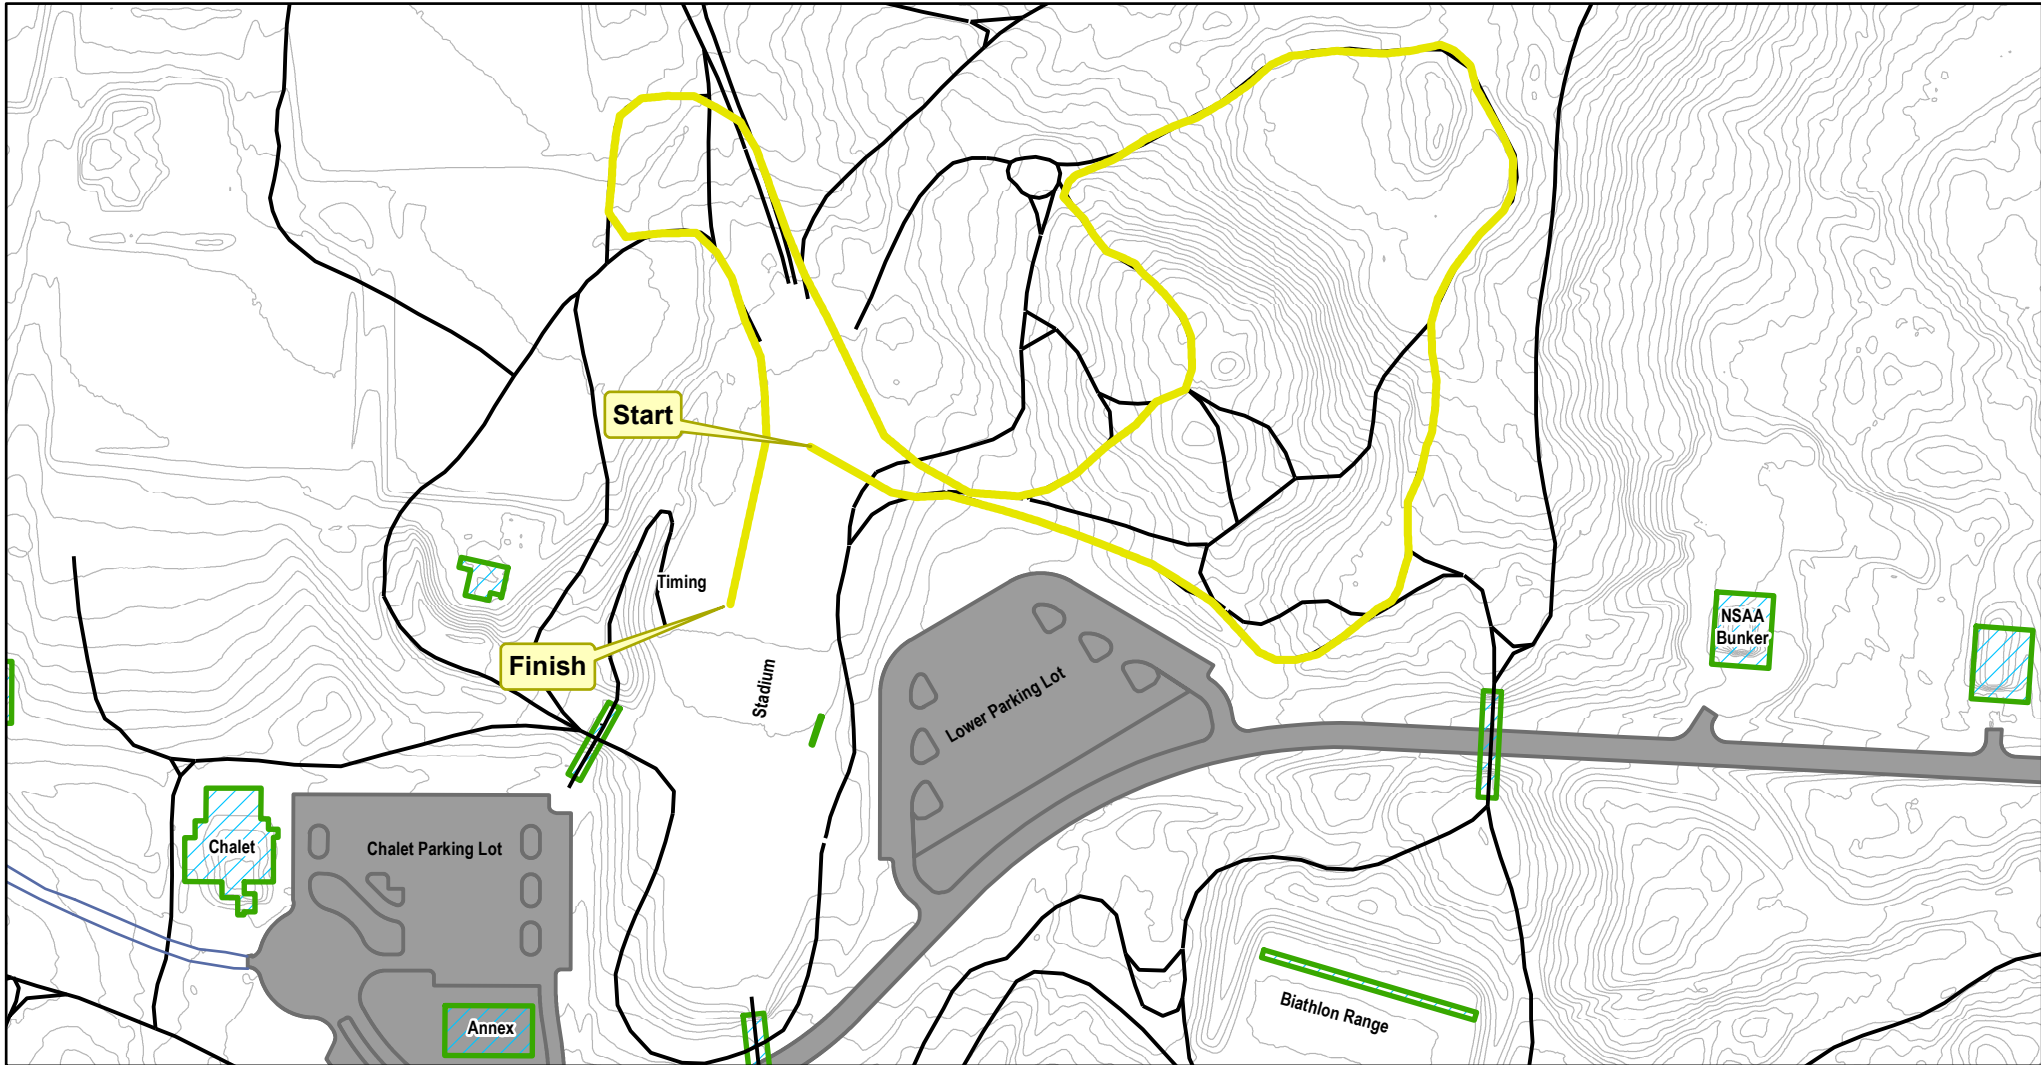 Start
Timing
NSAA
Bunker
Finish
Stadium
Lower Parking Lot
Chalet
Chalet Parking Lot
Biathlon Range
Annex